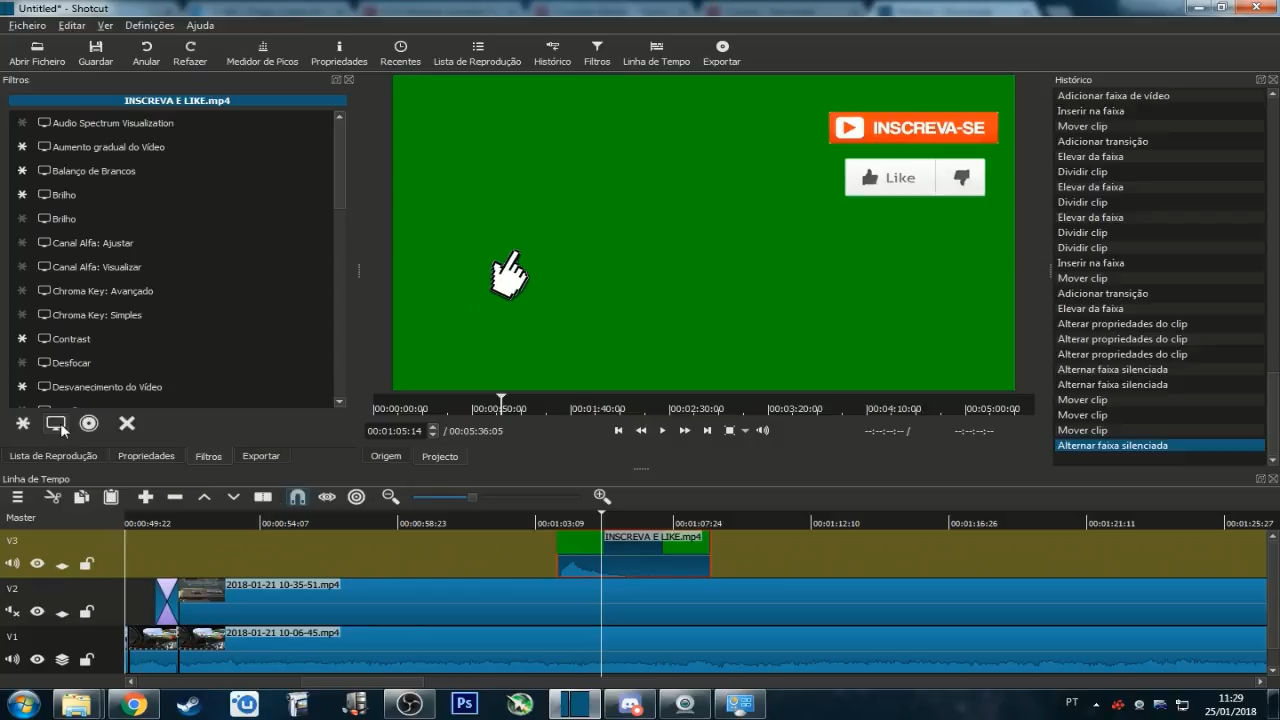 Untitled* - Shotcut
Ficheiro Editar Ver Definições Ajuda
Abrir Ficheiro Guardar Anular Refazer Medidor de Picos Propriedades Recentes Lista de Reprodução Histórico Filtros Linha de Tempo Exportar
Filtros
INSCREVA E LIKE.mp4
Audio Spectrum Visualization
Aumento gradual do Vídeo
Balanço de Brancos
Brilho
Brilho
Canal Alfa: Ajustar
Canal Alfa: Visualizar
Chroma Key: Avançado
Chroma Key: Simples
Contrast
Desfocar
Desvanecimento do Vídeo
Lista de Reprodução Propriedades Filtros Exportar
INSCREVA-SE
Like
00:00:00:00 00:00:50:00 00:01:40:00 00:02:30:00 00:03:20:00 00:04:10:00 00:05:00:00
00:01:05:14 / 00:05:36:05 --:--:--:-- / --:--:--:--
Origem Projecto
Histórico
Adicionar faixa de vídeo
Inserir na faixa
Mover clip
Adicionar transição
Elevar da faixa
Dividir clip
Elevar da faixa
Dividir clip
Elevar da faixa
Dividir clip
Dividir clip
Inserir na faixa
Mover clip
Adicionar transição
Elevar da faixa
Alterar propriedades do clip
Alterar propriedades do clip
Alterar propriedades do clip
Alternar faixa silenciada
Alternar faixa silenciada
Mover clip
Mover clip
Mover clip
Alternar faixa silenciada
Linha de Tempo
Master
00:00:49:22 00:00:54:07 00:00:58:23 00:01:03:09 00:01:07:24 00:01:12:10 00:01:16:26 00:01:21:11 00:01:25:27
V3
INSCREVA E LIKE.mp4
V2
2018-01-21 10-35-51.mp4
V1
2018-01-21 10-06-45.mp4
Ps
PT
11:29
25/01/2018